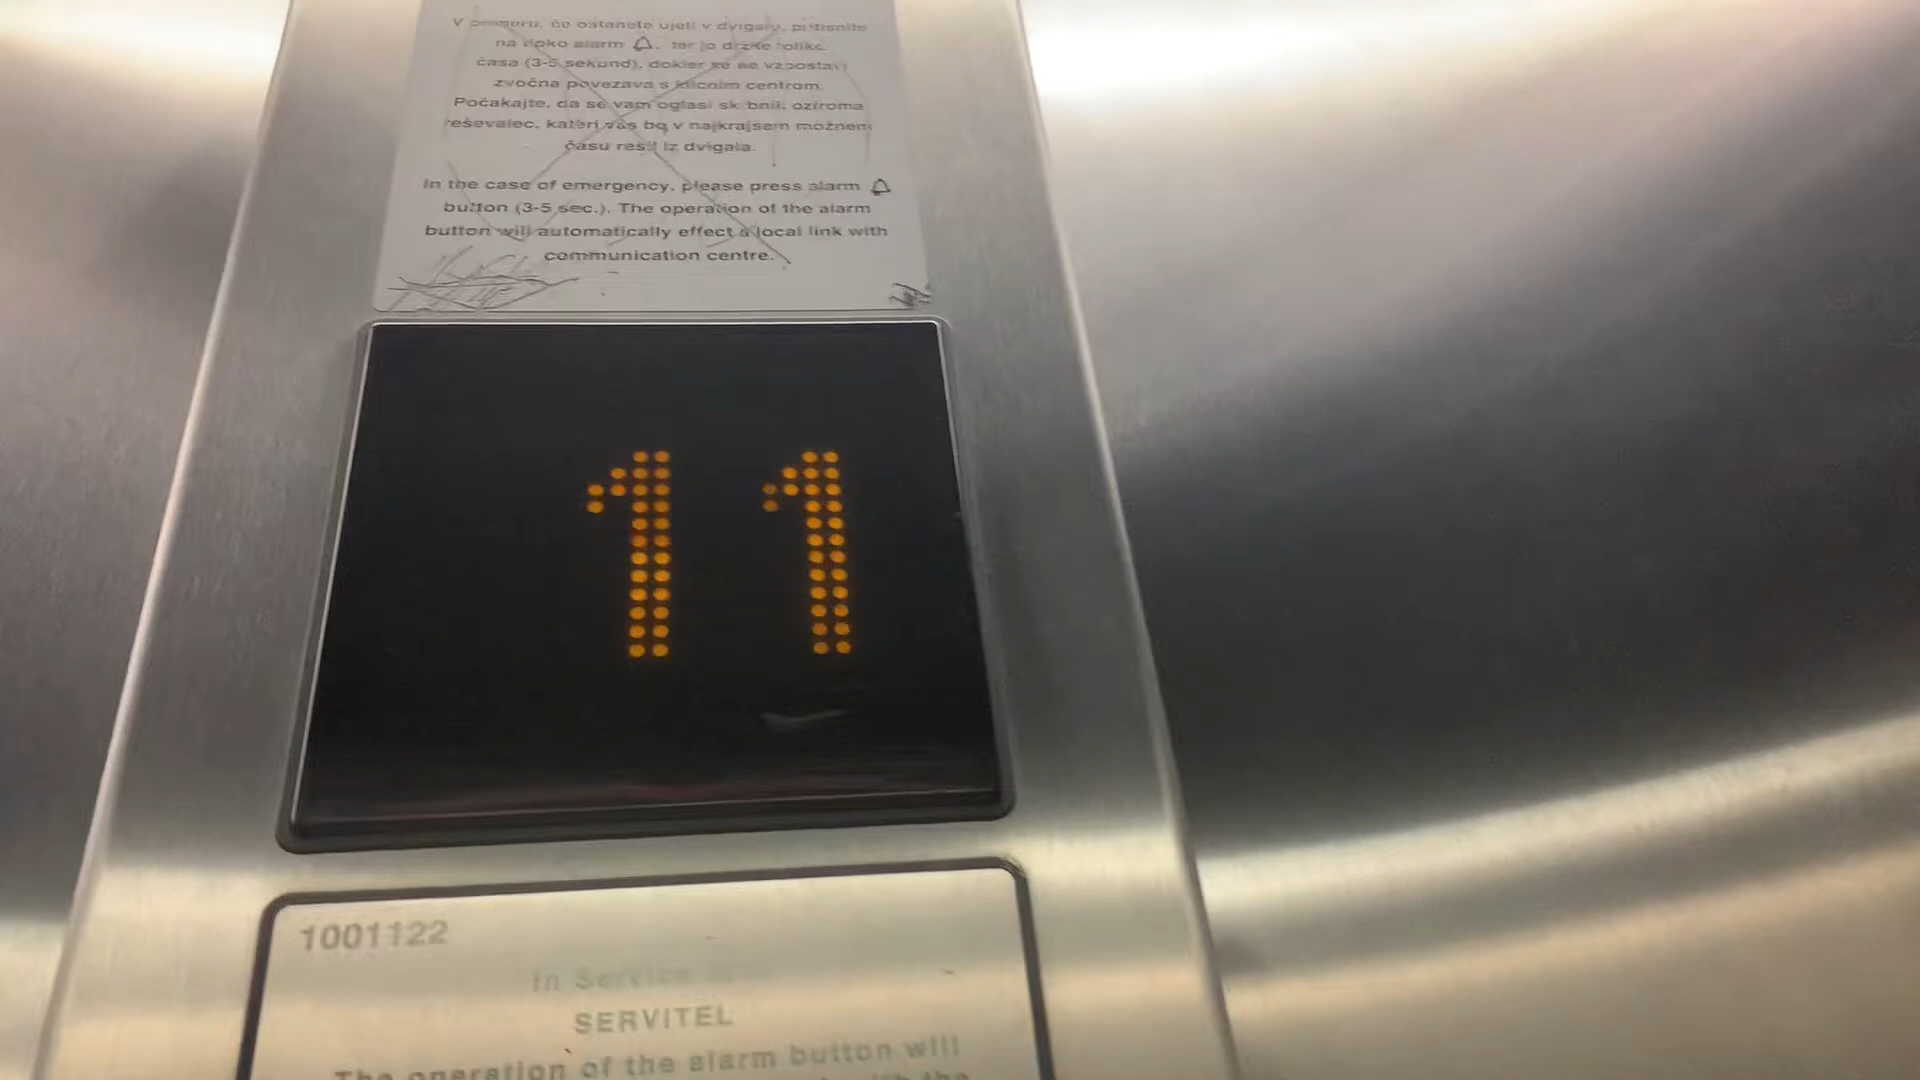 V primeru, če ostanete ujeti v dvigalu, pritisnite
na tipko alarm, ter jo držite toliko
časa (3-5 sekund), dokler se ne vzpostavi
zvočna povezava s klicnim centrom.
Počakajte, da se vam oglasi oziroma
reševalec, kateri vas bo v najkrajšem možnem
času rešil iz dvigala.
In the case of emergency, please press alarm
button (3-5 sec.). The operation of the alarm
button will automatically effect a local link with
communication centre.
11
1001122
In Service
SERVITEL
The operation of the alarm button will
with the